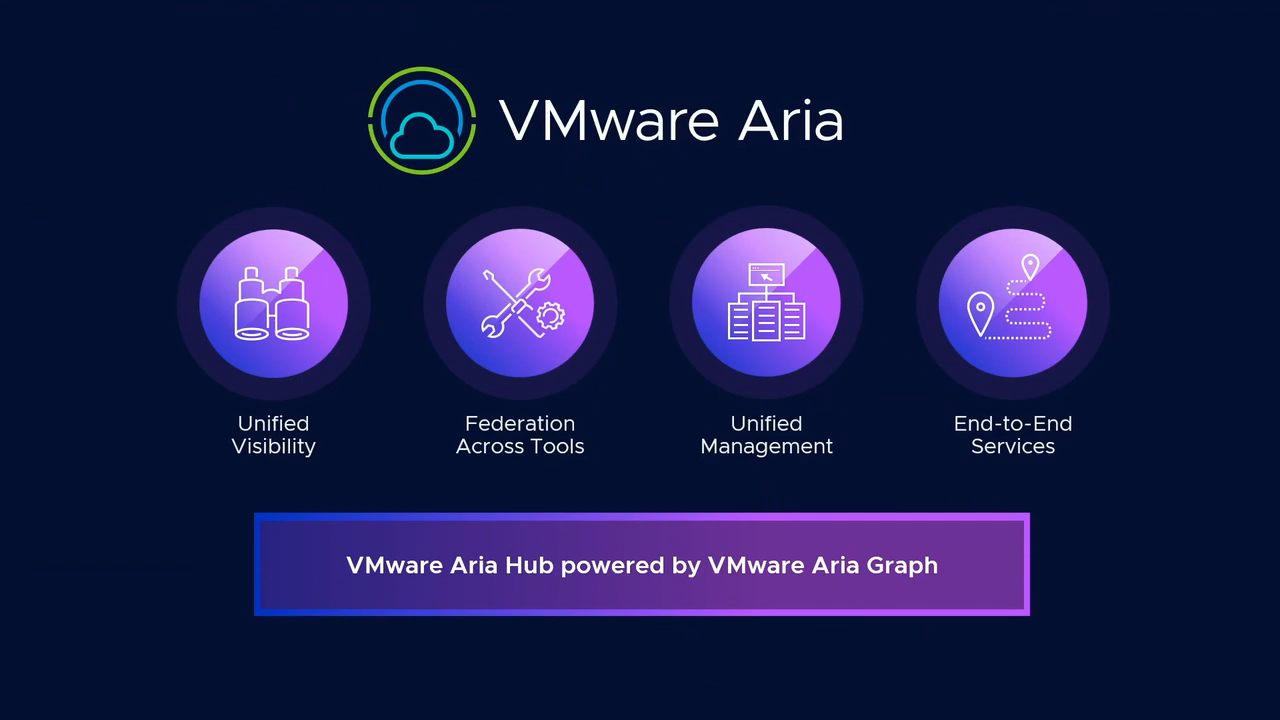 VMware Aria
Unified
Visibility
Federation
Across Tools
Unified
Management
End-to-End
Services
VMware Aria Hub powered by VMware Aria Graph